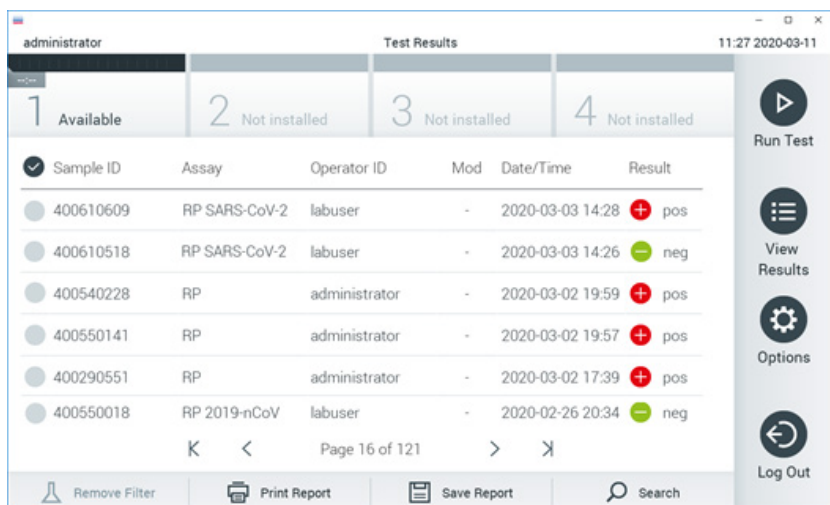 administrator Test Results 11:27 2020-03-11
--:--
1 Available 2 Not installed 3 Not installed 4 Not installed
Run Test
Sample ID Assay Operator ID Mod Date/Time Result
400610609 RP SARS-CoV-2 labuser - 2020-03-03 14:28 pos
400610518 RP SARS-CoV-2 labuser - 2020-03-03 14:26 neg
View
Results
400540228 RP administrator - 2020-03-02 19:59 pos
400550141 RP administrator - 2020-03-02 19:57 pos
Options
400290551 RP administrator - 2020-03-02 17:39 pos
400550018 RP 2019-nCoV labuser - 2020-02-26 20:34 neg
Page 16 of 121
Log Out
Remove Filter Print Report Save Report Search